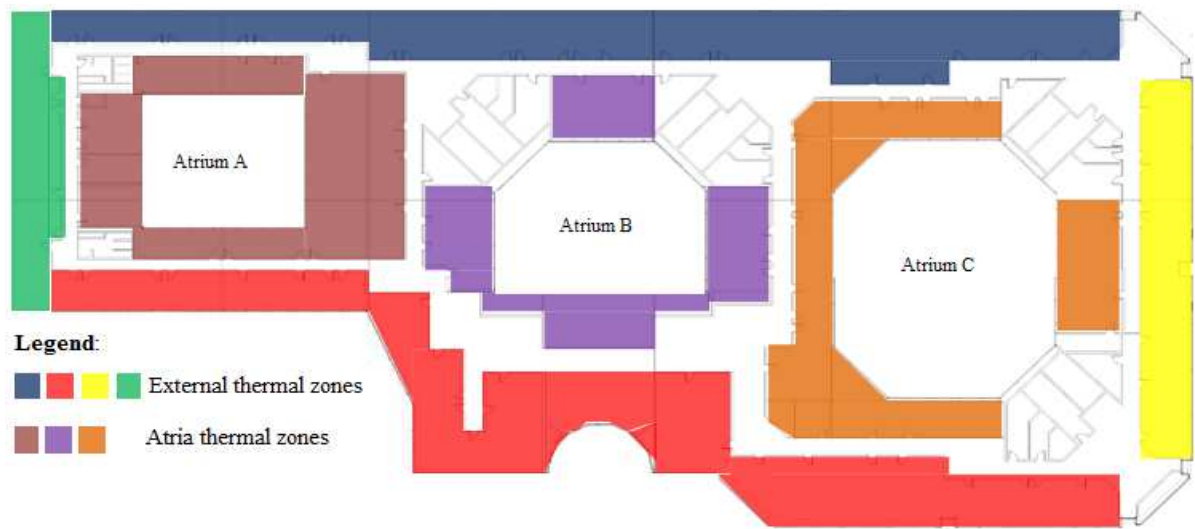 Atrium A
Atrium B
Atrium C
Legend:
External thermal zones
Atria thermal zones